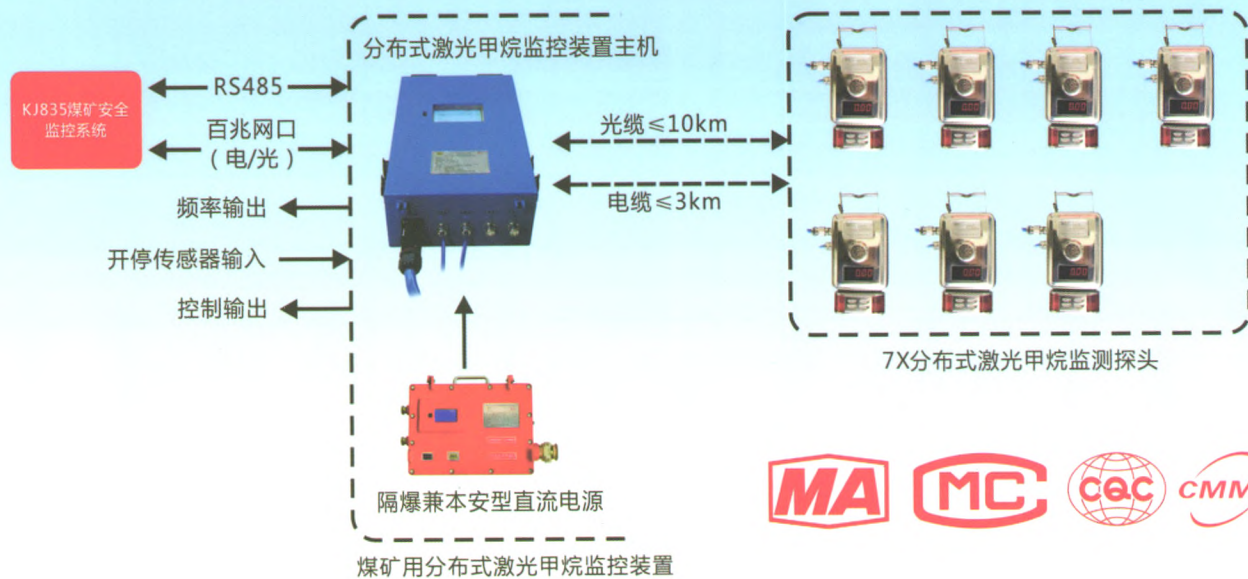 分布式激光甲烷监控装置主机
KJ835煤矿安全
监控系统
RS485
百兆网口
（电/光）
频率输出
开停传感器输入
控制输出
光缆≤10km
电缆≤3km
7X分布式激光甲烷监测探头
隔爆兼本安型直流电源
煤矿用分布式激光甲烷监控装置
MA
MC
CQC
CMM